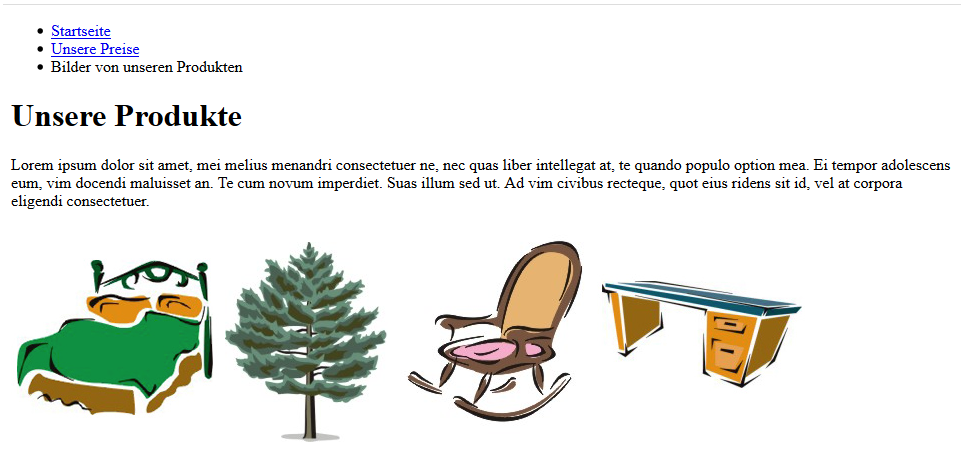 Startseite
Unsere Preise
Bilder von unseren Produkten
Unsere Produkte
Lorem ipsum dolor sit amet, mei melius menandri consectetuer ne, nec quas liber intellegat at, te quando populo option mea. Ei tempor adolescens
eum, vim docendi maluisset an. Te cum novum imperdiet. Suas illum sed ut. Ad vim civibus recteque, quot eius ridens sit id, vel at corpora
eligendi consectetuer.